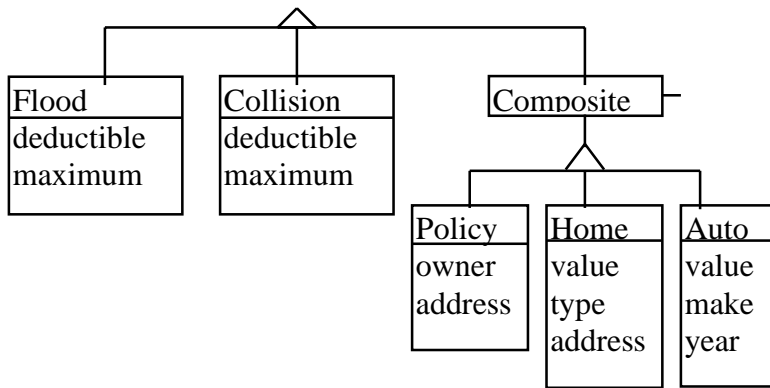 Flood
deductible
maximum
Collision
deductible
maximum
Composite
Policy
owner
address
Home
value
type
address
Auto
value
make
year